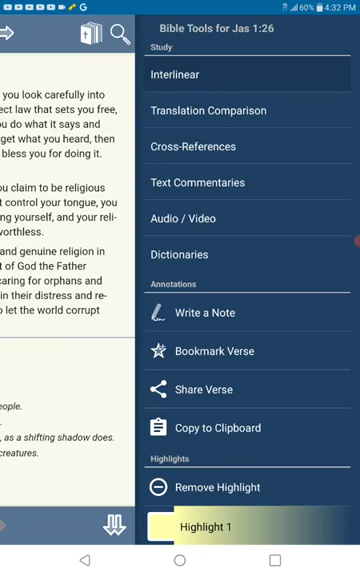 60% 4:32 PM
Bible Tools for Jas 1:26
Study
Interlinear
Translation Comparison
Cross-References
Text Commentaries
Audio / Video
Dictionaries
Annotations
Write a Note
Bookmark Verse
Share Verse
Copy to Clipboard
Highlights
Remove Highlight
Highlight 1
you look carefully into
ect law that sets you free,
ou do what it says and
rget what you heard, then
bless you for doing it.
ou claim to be religious
t control your tongue, you
ng yourself, and your reli-
worthless.
and genuine religion in
t of God the Father
caring for orphans and
in their distress and re-
o let the world corrupt
eople.
, as a shifting shadow does.
creatures.